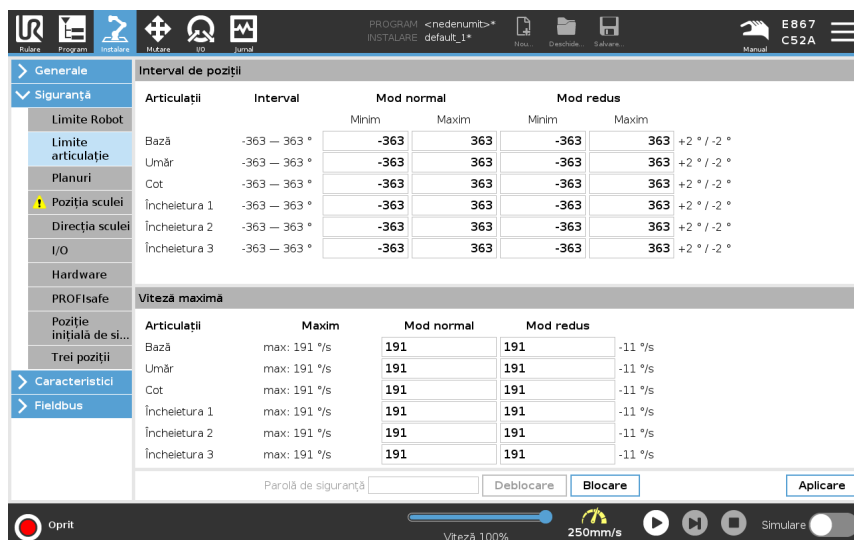 UR
Rulare
Program
Instalare
Mutare
I/O
Jurnal
PROGRAM <nedenumit>*
INSTALARE default_1*
Nou...
Deschide...
Salvare...
Manual
E867
C52A
Generale
Siguranță
Limite Robot
Limite
articulație
Planuri
Poziția sculei
Direcția sculei
I/O
Hardware
PROFIsafe
Poziție
inițială de si...
Trei poziții
Caracteristici
Fieldbus
Interval de poziții
Articulații Interval Mod normal Mod redus
Minim Maxim Minim Maxim
Bază -363 — 363 ° -363 363 -363 363 +2 ° / -2 °
Umăr -363 — 363 ° -363 363 -363 363 +2 ° / -2 °
Cot -363 — 363 ° -363 363 -363 363 +2 ° / -2 °
Încheietura 1 -363 — 363 ° -363 363 -363 363 +2 ° / -2 °
Încheietura 2 -363 — 363 ° -363 363 -363 363 +2 ° / -2 °
Încheietura 3 -363 — 363 ° -363 363 -363 363 +2 ° / -2 °
Viteză maximă
Articulații Maxim Mod normal Mod redus
Bază max: 191 °/s 191 191 -11 °/s
Umăr max: 191 °/s 191 191 -11 °/s
Cot max: 191 °/s 191 191 -11 °/s
Încheietura 1 max: 191 °/s 191 191 -11 °/s
Încheietura 2 max: 191 °/s 191 191 -11 °/s
Încheietura 3 max: 191 °/s 191 191 -11 °/s
Parolă de siguranță Deblocare Blocare Aplicare
Oprit
Viteză 100%
250mm/s
Simulare